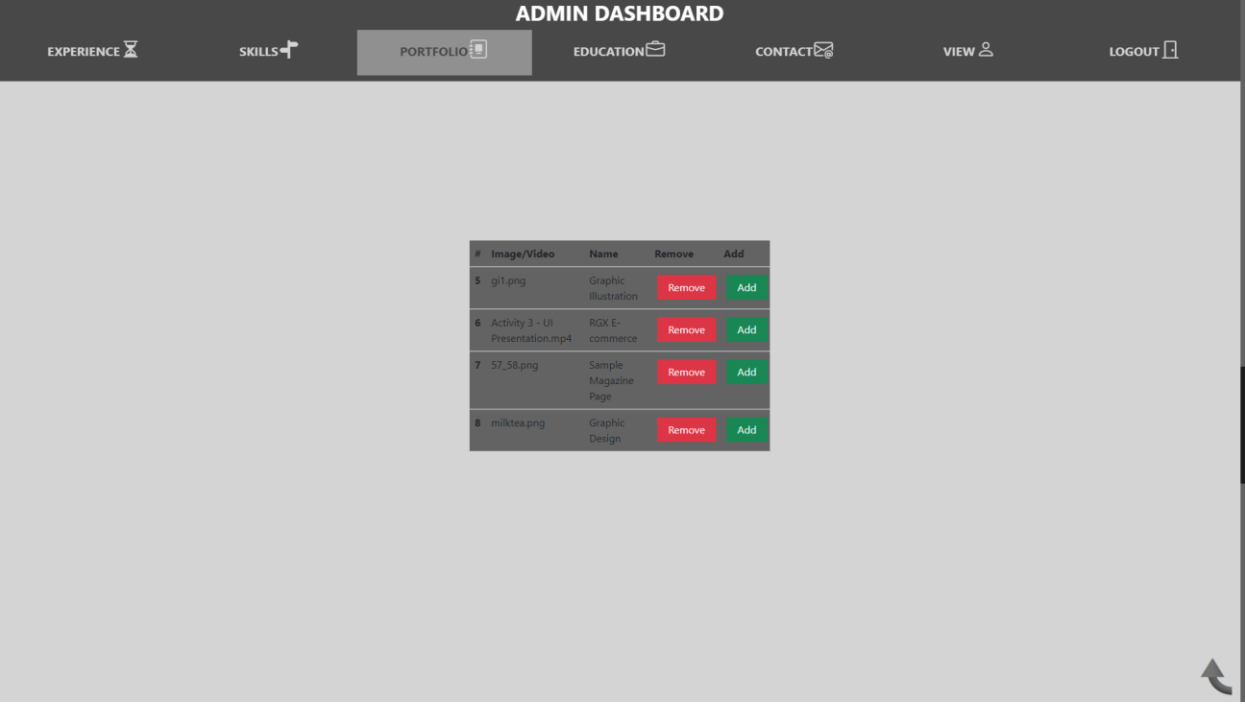 ADMIN DASHBOARD
EXPERIENCE SKILLS PORTFOLIO EDUCATION CONTACT VIEW LOGOUT
# Image/Video Name Remove Add
5 gi1.png Graphic Remove Add
Illustration
6 Activity 3 - UI RGX E- Remove Add
Presentation.mp4 commerce
7 57_58.png Sample Remove Add
Magazine
Page
8 milktea.png Graphic Remove Add
Design